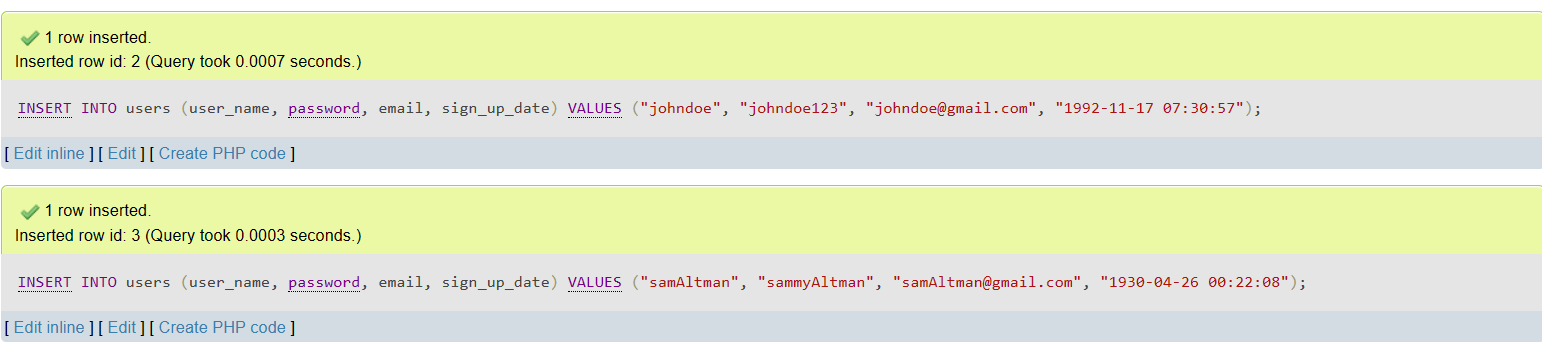 1 row inserted.
Inserted row id: 2 (Query took 0.0007 seconds.)
INSERT INTO users (user_name, password, email, sign_up_date) VALUES ("johndoe", "johndoe123", "johndoe@gmail.com", "1992-11-17 07:30:57");
[ Edit inline ] [ Edit ] [ Create PHP code ]
1 row inserted.
Inserted row id: 3 (Query took 0.0003 seconds.)
INSERT INTO users (user_name, password, email, sign_up_date) VALUES ("samAltman", "sammyAltman", "samAltman@gmail.com", "1930-04-26 00:22:08");
[ Edit inline ] [ Edit ] [ Create PHP code ]